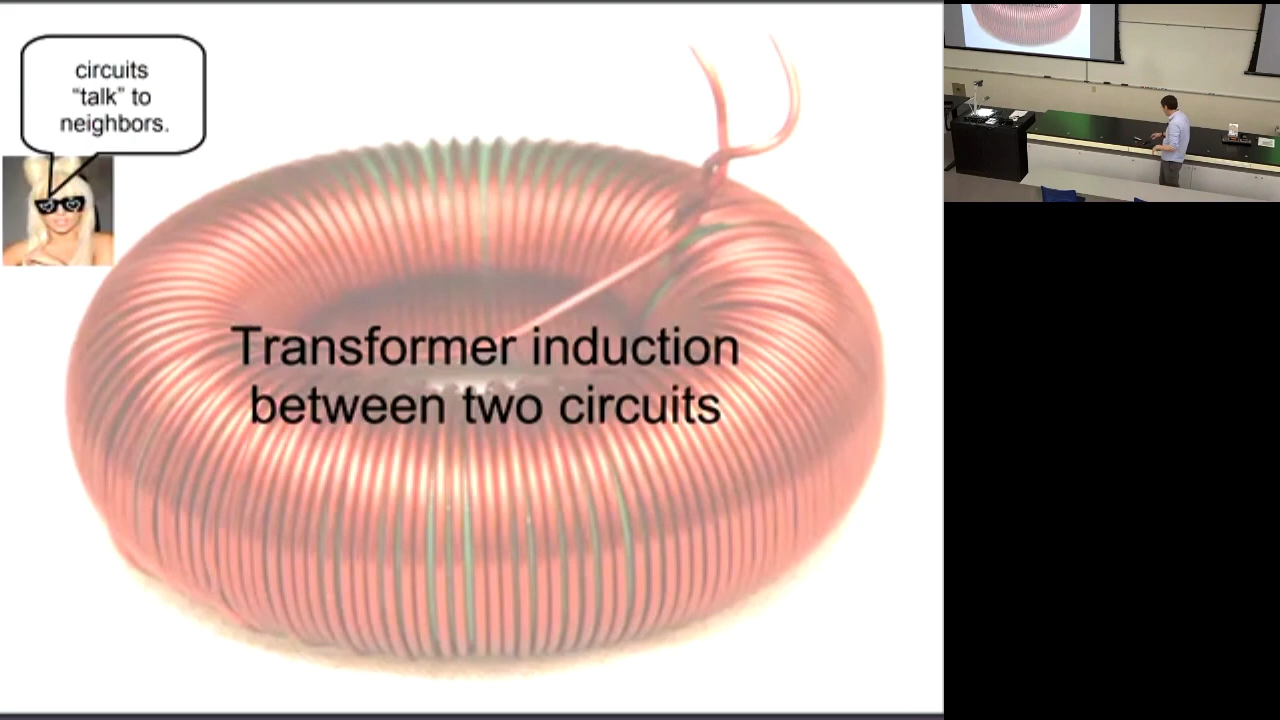 circuits
“talk” to
neighbors.
Transformer induction
between two circuits